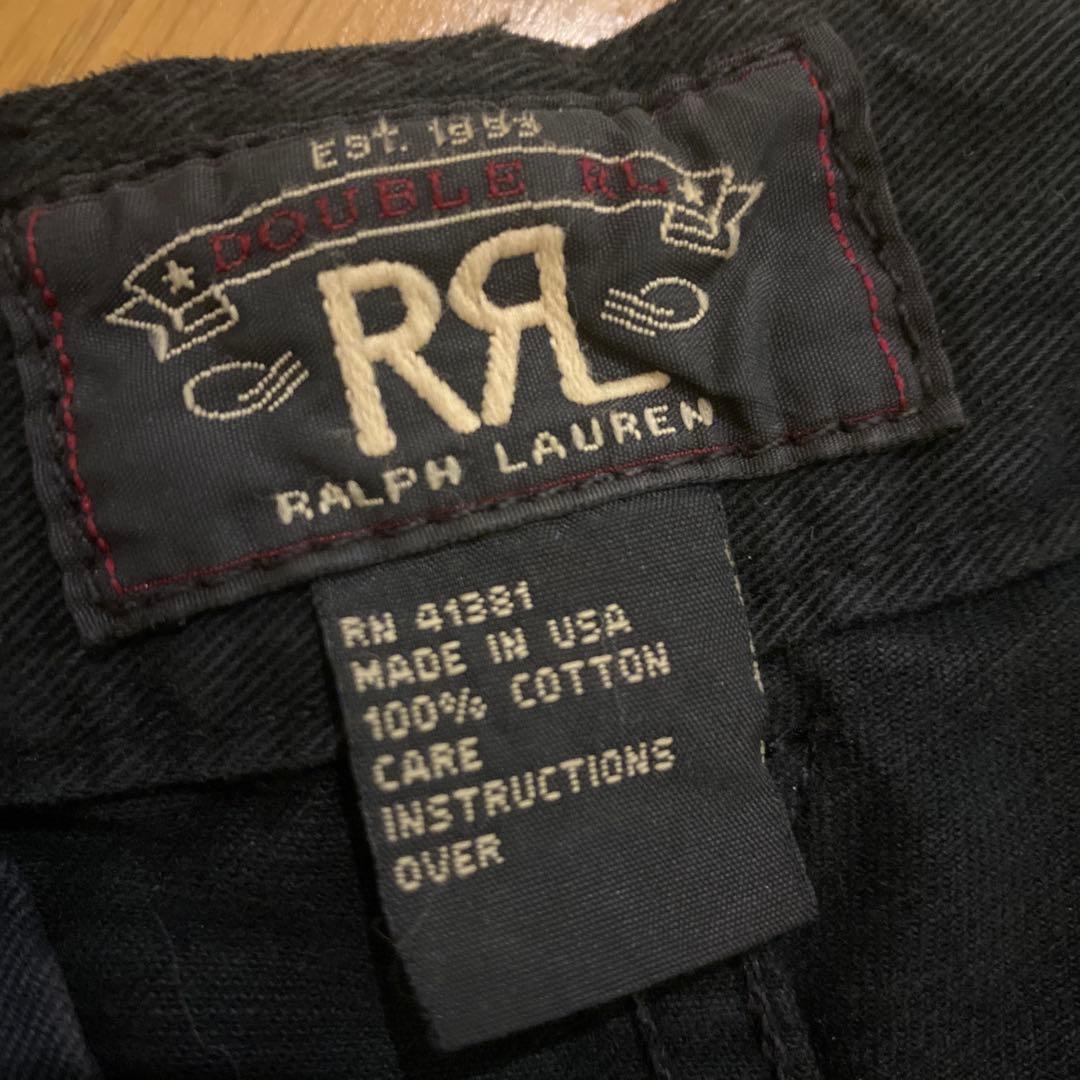 EST. 1993
DOUBLE RL
RRL
RALPH LAUREN
RN 41381
MADE IN USA
100% COTTON
CARE
INSTRUCTIONS
OVER